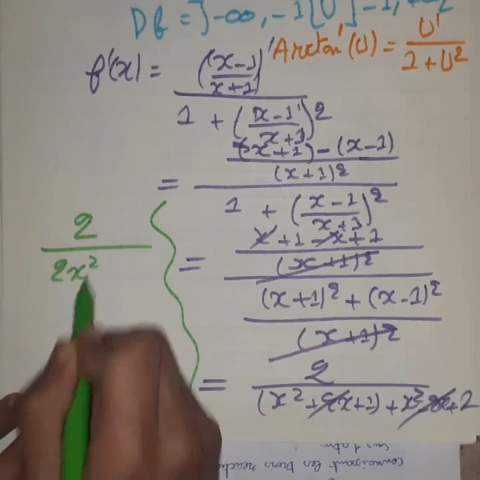 Df = ]-∞, -1[ U ]-1, +∞[
f'(x) = ((x-1)/(x+1))' / (1 + ((x-1)/(x+1))²)
Arctan'(U) = U'/(1+U²)
= (((x+1) - (x-1))/(x+1)²) / (1 + ((x-1)/(x+1))²)
= ((x+1-x+1)/(x+1)²) / (((x+1)² + (x-1)²)/(x+1)²)
= 2/((x²+2x+1) + x²-2x+2
2/2x²
connaissant les